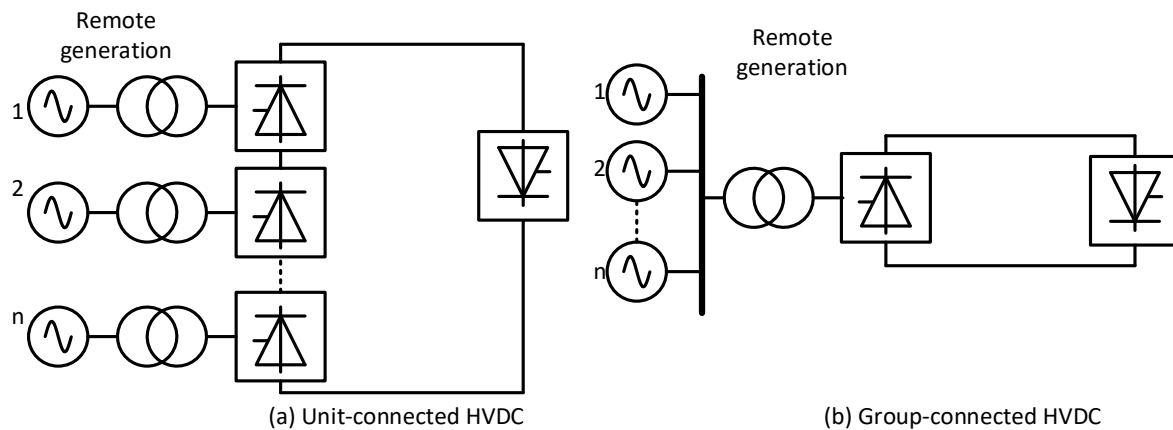 Remote
generation
1
2
n
(a) Unit-connected HVDC
Remote
generation
1
2
n
(b) Group-connected HVDC